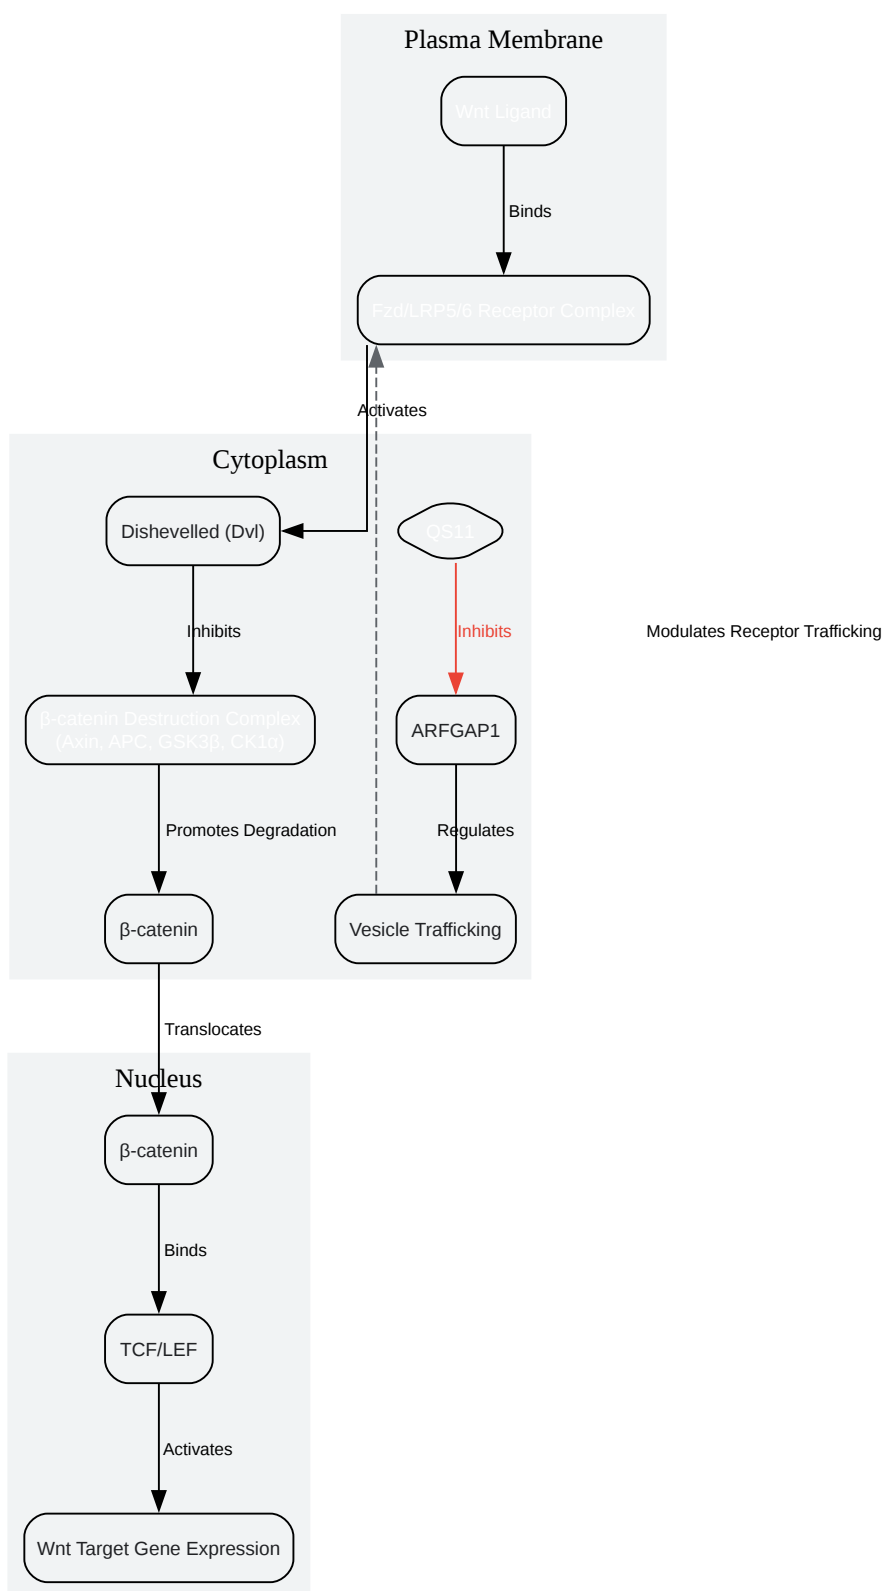 Plasma Membrane
Wnt Ligand
Binds
Fzd/LRP5/6 Receptor Complex
Activates
Cytoplasm
Dishevelled (Dvl)
QS11
Inhibits
Inhibits
Modulates Receptor Trafficking
β-catenin Destruction Complex
(Axin, APC, GSK3β, CK1α)
ARFGAP1
Promotes Degradation
Regulates
β-catenin
Vesicle Trafficking
Translocates
Nucleus
β-catenin
Binds
TCF/LEF
Activates
Wnt Target Gene Expression